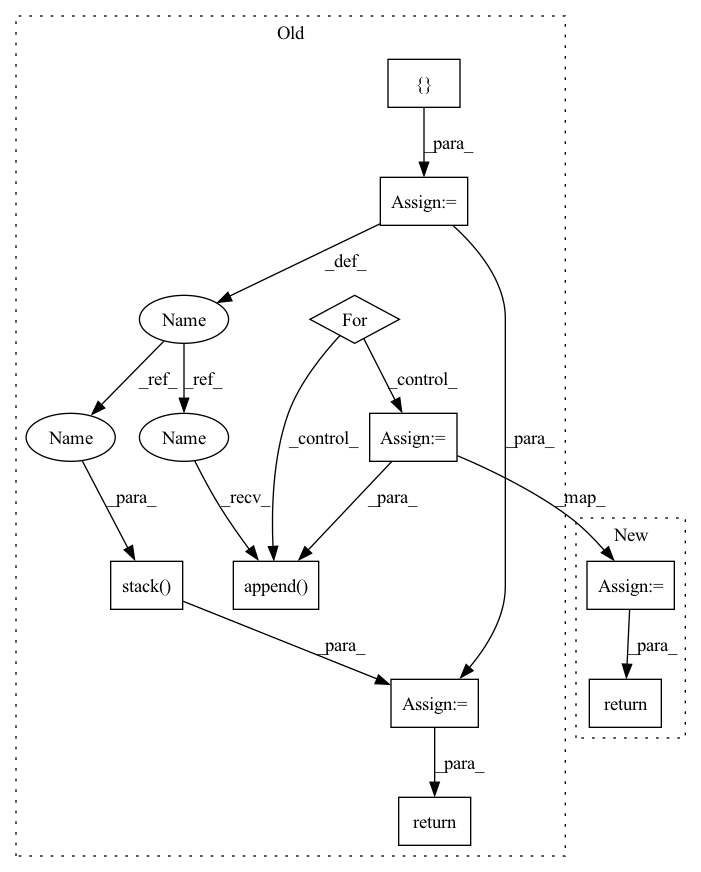 Old
{}
_para_
Assign:=
_def_
Name
For
_ref_
_ref_
_control_
Name
Name
Assign:=
_control_
_para_
_para_
_recv_
_para_
_map_
New
stack()
append()
Assign:=
_para_
_para_
Assign:=
return
_para_
return